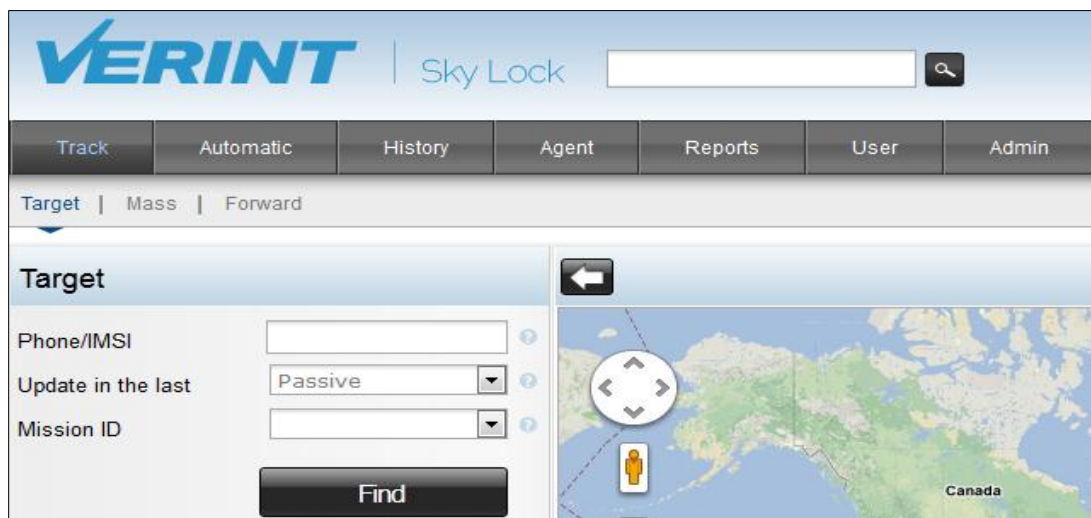 VERINT Sky Lock
Track Automatic History Agent Reports User Admin
Target | Mass | Forward
Target
Phone/IMSI
Update in the last Passive
Mission ID
Find
Canada